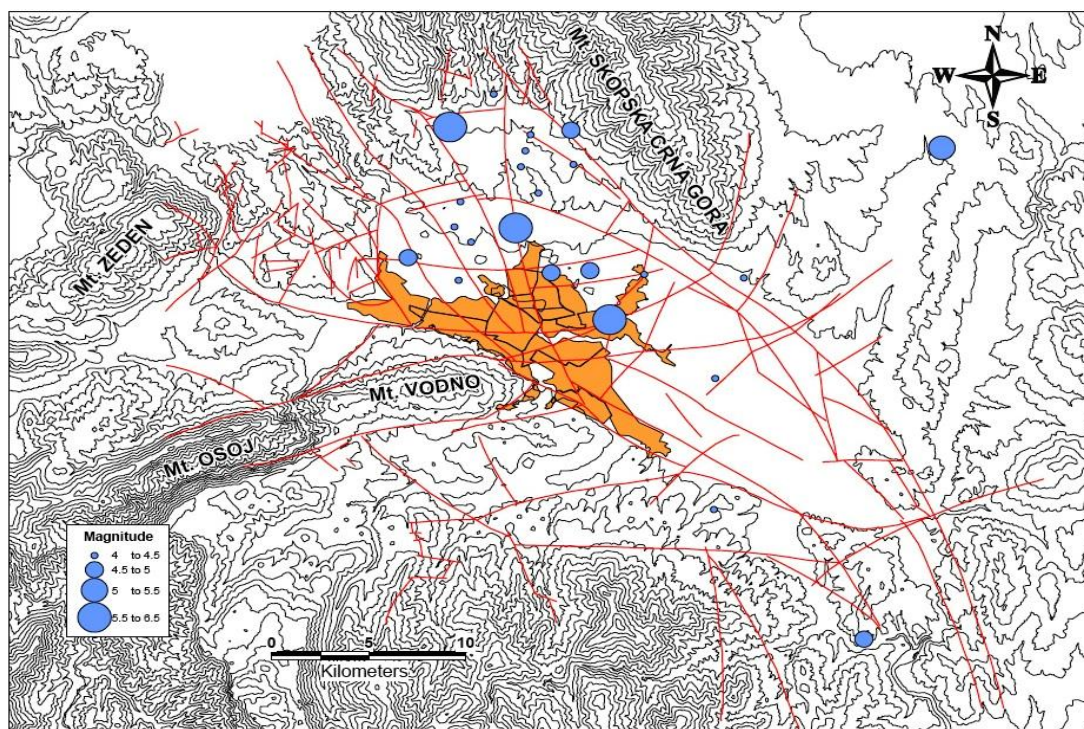 Mt. SKOPSKA CRNA GORA
N
W E
S
Mt. ZEDEN
Mt. VODNO
Mt. OSOJ
Magnitude
4 to 4.5
4.5 to 5
5 to 5.5
5.5 to 6.5
0 5 10
Kilometers